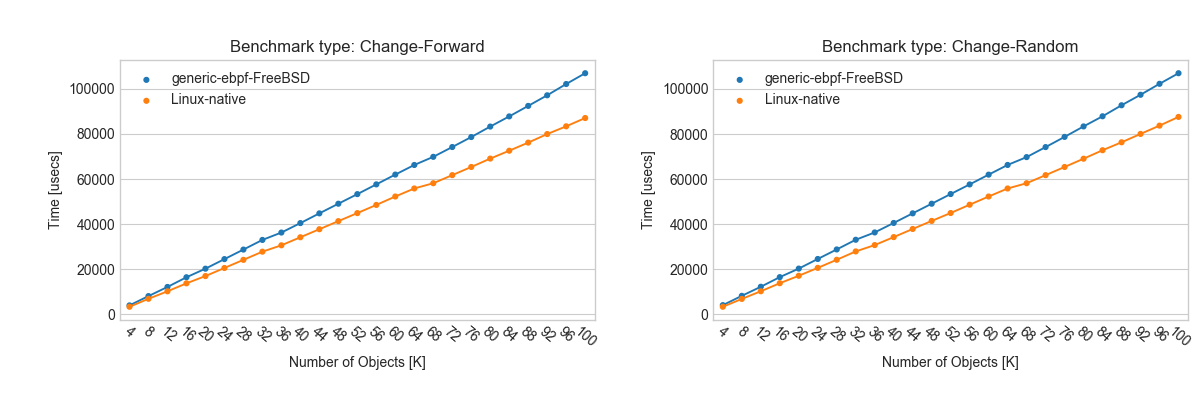 Benchmark type: Change-Forward
generic-ebpf-FreeBSD
Linux-native
100000
80000
60000
40000
20000
0
Time [usecs]
4 8 12 16 20 24 28 32 36 40 44 48 52 56 60 64 68 72 76 80 84 88 92 96 100
Number of Objects [K]
Benchmark type: Change-Random
generic-ebpf-FreeBSD
Linux-native
100000
80000
60000
40000
20000
0
Time [usecs]
4 8 12 16 20 24 28 32 36 40 44 48 52 56 60 64 68 72 76 80 84 88 92 96 100
Number of Objects [K]